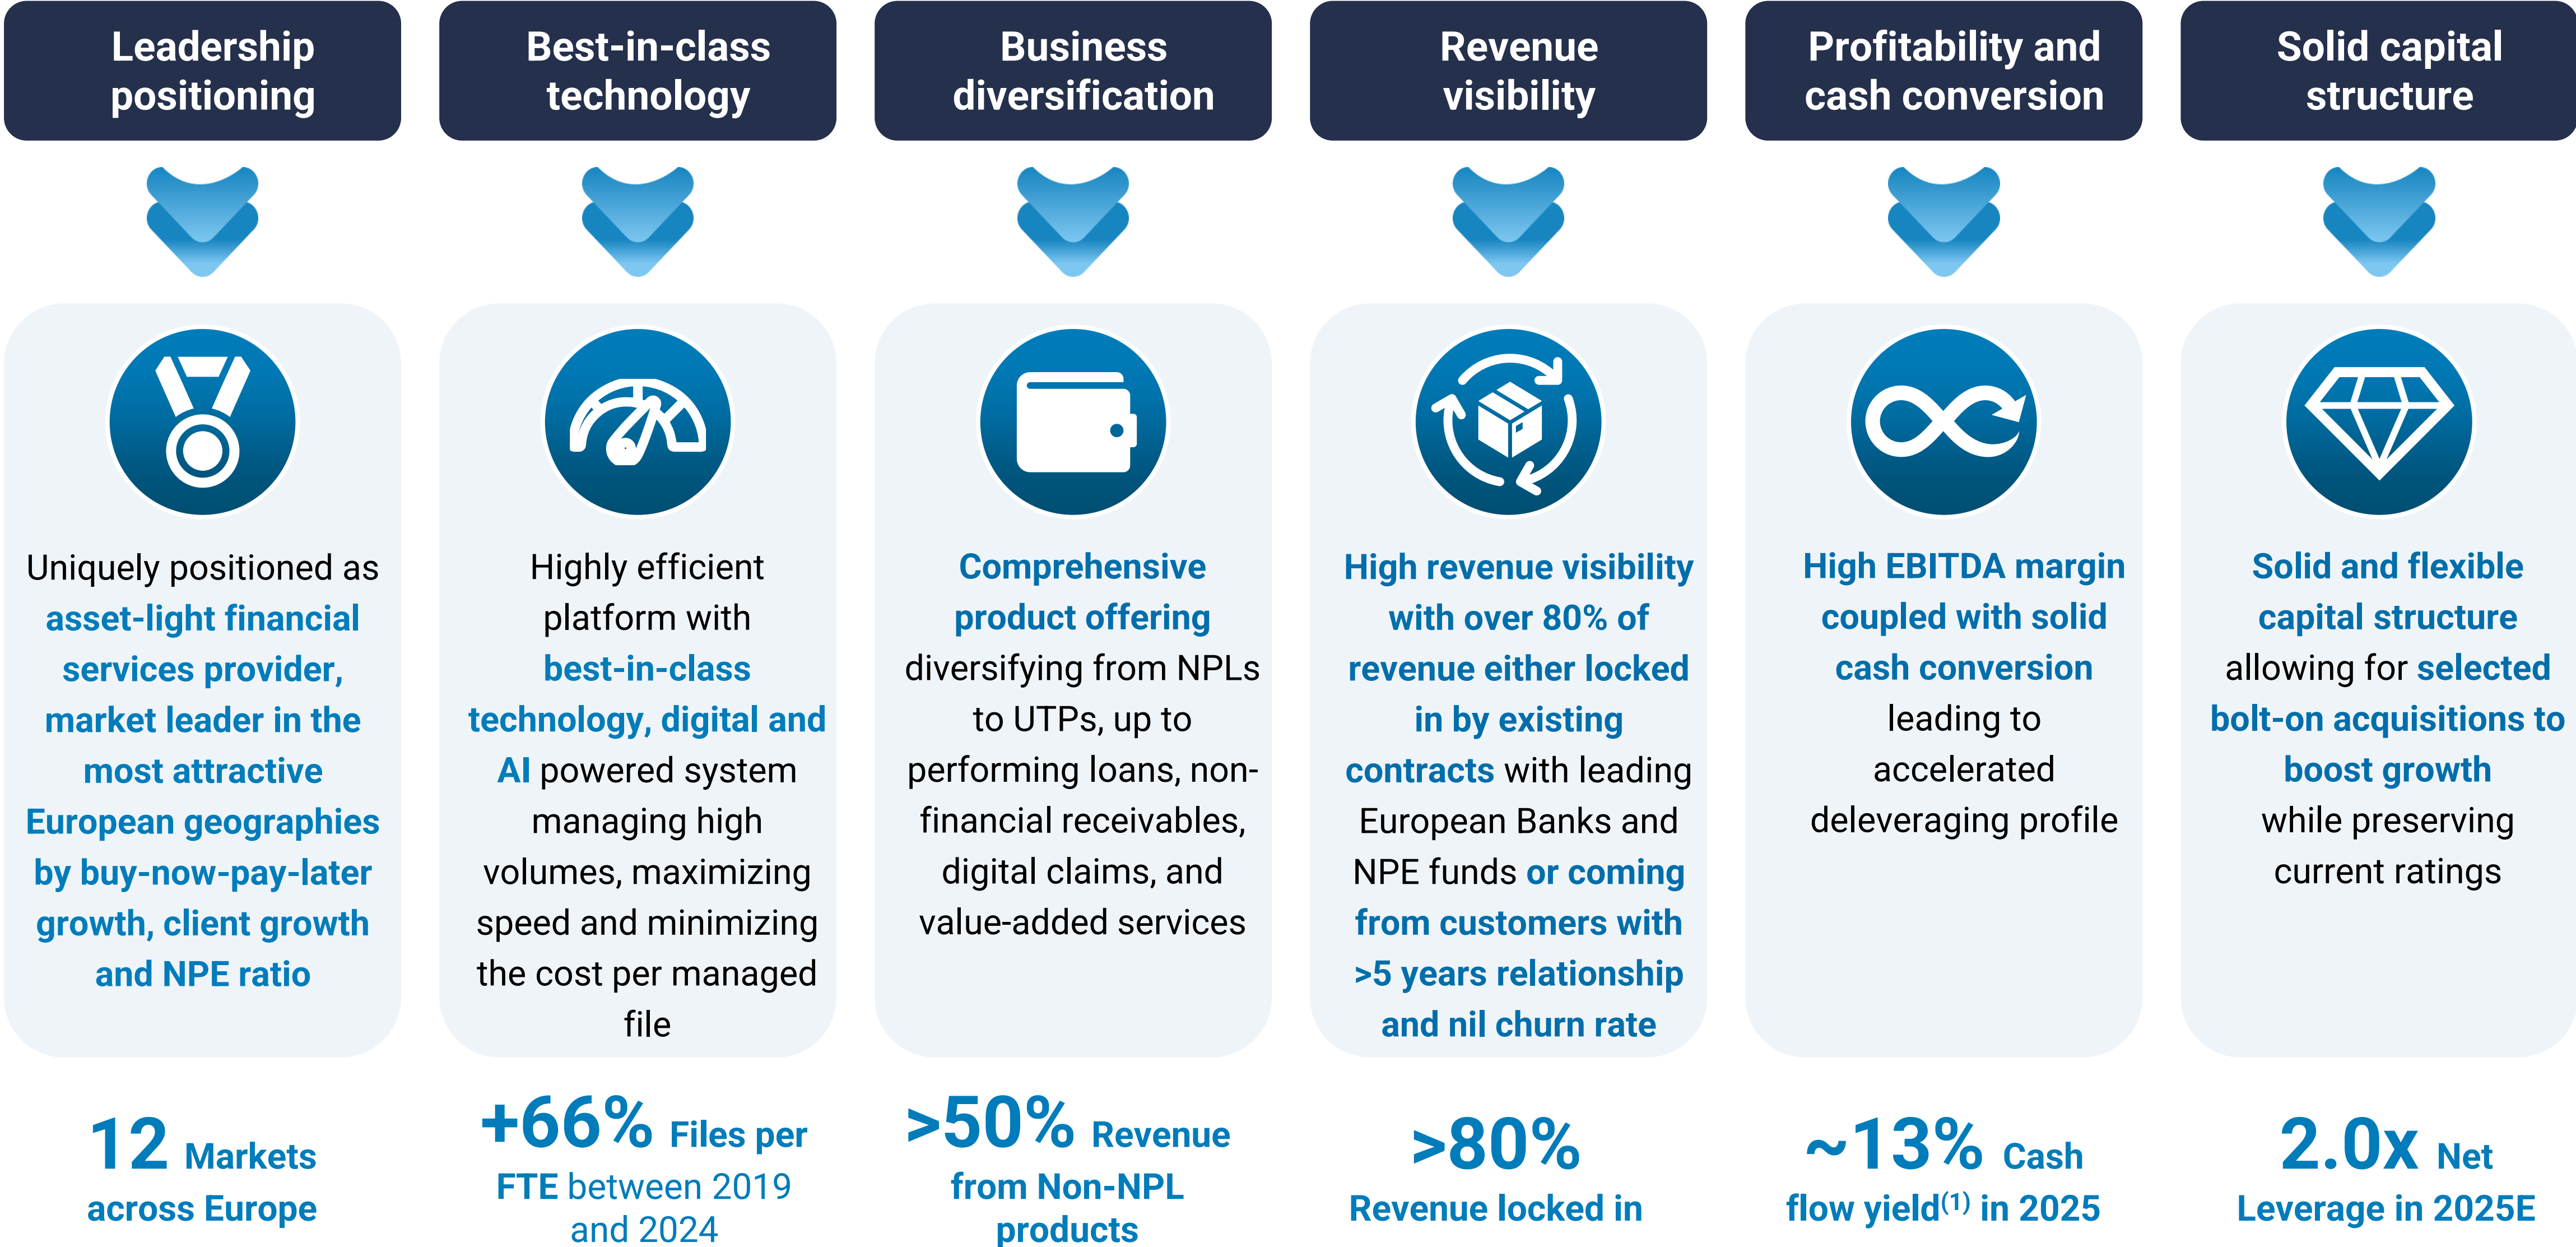 Leadership
positioning
Uniquely positioned as
asset-light financial
services provider,
market leader in the
most attractive
European geographies
by buy-now-pay-later
growth, client growth
and NPE ratio
12 Markets
across Europe
Best-in-class
technology
Highly efficient
platform with
best-in-class
technology, digital and
AI powered system
managing high
volumes, maximizing
speed and minimizing
the cost per managed
file
+66% Files per
FTE between 2019
and 2024
Business
diversification
Comprehensive
product offering
diversifying from NPLs
to UTPs, up to
performing loans, non-
financial receivables,
digital claims, and
value-added services
>50% Revenue
from Non-NPL
products
Revenue
visibility
High revenue visibility
with over 80% of
revenue either locked
in by existing
contracts with leading
European Banks and
NPE funds or coming
from customers with
>5 years relationship
and nil churn rate
>80%
Revenue locked in
Profitability and
cash conversion
High EBITDA margin
coupled with solid
cash conversion
leading to
accelerated
deleveraging profile
~13% Cash
flow yield(1) in 2025
Solid capital
structure
Solid and flexible
capital structure
allowing for selected
bolt-on acquisitions to
boost growth
while preserving
current ratings
2.0x Net
Leverage in 2025E